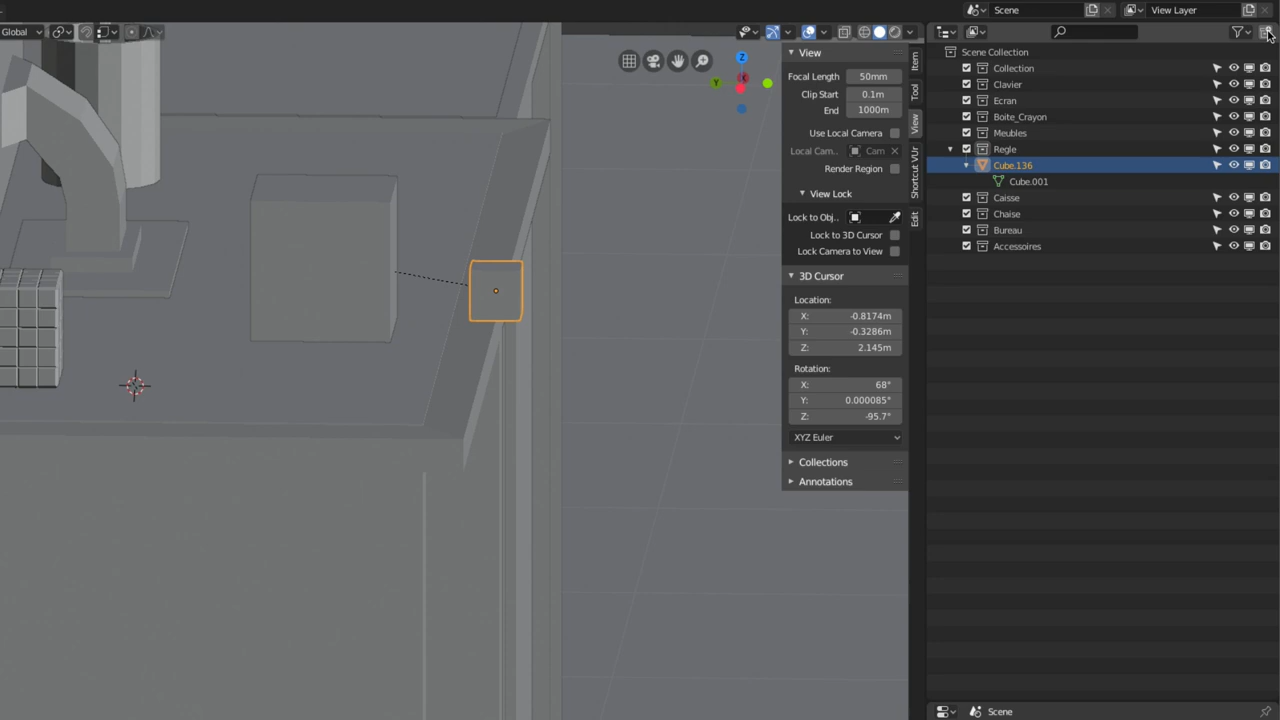 Scene
View Layer
Global
View
Focal Length 50mm
Clip Start 0.1m
End 1000m
Use Local Camera
Local Cam.. Cam
Render Region
View Lock
Lock to Obj..
Lock to 3D Cursor
Lock Camera to View
3D Cursor
Location:
X: -0.8174m
Y: -0.3286m
Z: 2.145m
Rotation:
X: 68°
Y: 0.000085°
Z: -95.7°
XYZ Euler
Collections
Annotations
Item
Tool
View
Shortcut VUr
Edit
Z
Y
Scene Collection
Collection
Clavier
Ecran
Boite_Crayon
Meubles
Regle
Cube.136
Cube.001
Caisse
Chaise
Bureau
Accessoires
Scene